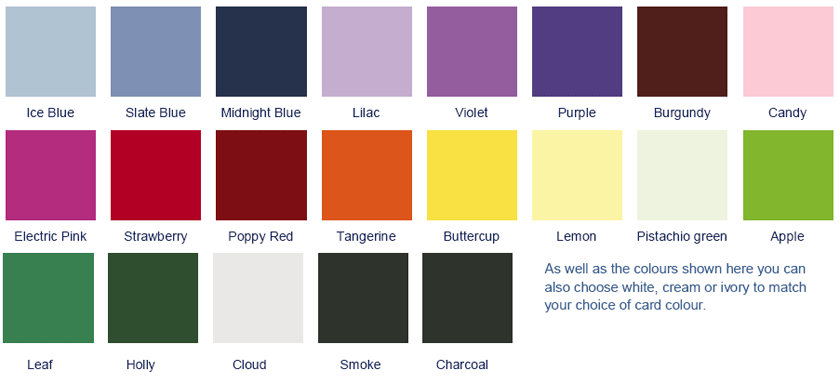 Ice Blue Slate Blue Midnight Blue Lilac Violet Purple Burgundy Candy
Electric Pink Strawberry Poppy Red Tangerine Buttercup Lemon Pistachio green Apple
As well as the colours shown here you can
also choose white, cream or ivory to match
your choice of card colour.
Leaf Holly Cloud Smoke Charcoal